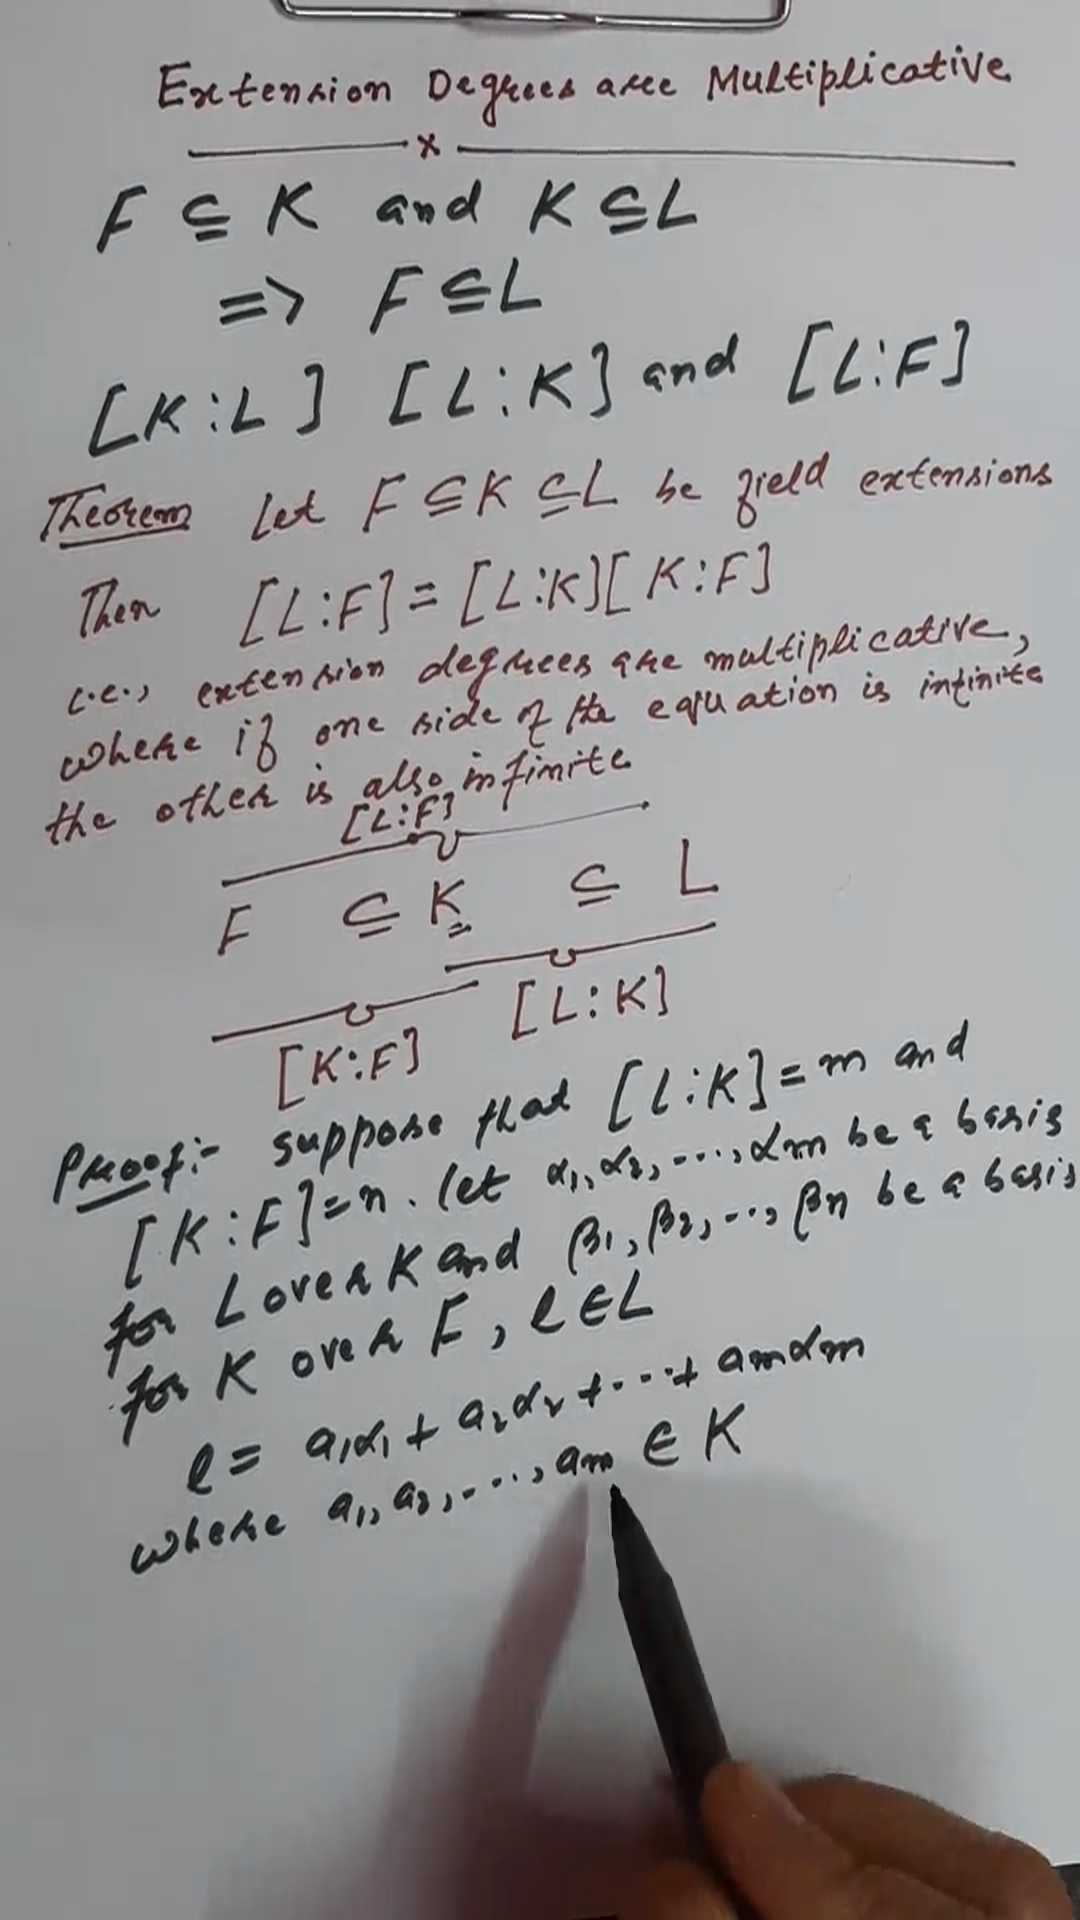 Extension Degrees are Multiplicative
x
F ⊆ K and K ⊆ L
=> F ⊆ L
[K:L] [L:K] and [L:F]
Theorem Let F ⊆ K ⊆ L be field extensions
Then [L:F] = [L:K][K:F]
i.e., extension degrees are multiplicative,
where if one side of the equation is infinite
the other is also infinite
[L:F]
F ⊆ K ⊆ L
[L:K]
[K:F]
Proof:- suppose that [L:K] = m and
[K:F] = n. let α₁, α₂, ..., αm be a basis
for L over K and β₁, β₂, ..., βn be a basis
for K over F, l ∈ L
l = a₁α₁ + a₂α₂ + ... + amαm
where a₁, a₂, ..., am ∈ K